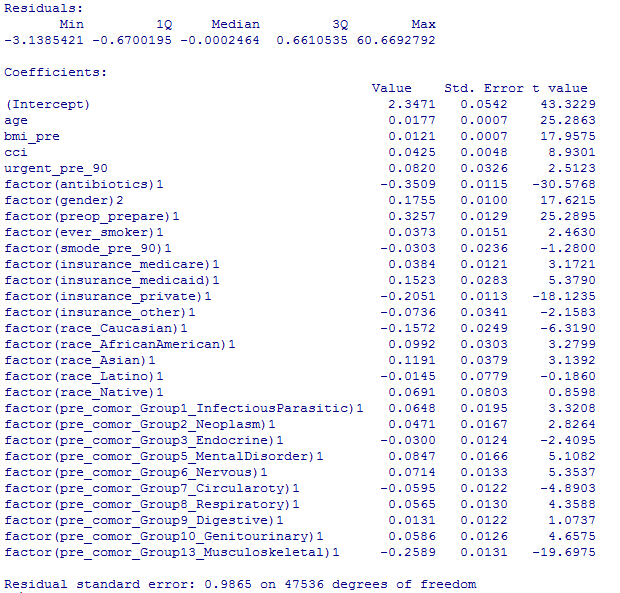 Residuals:
       Min         1Q     Median         3Q        Max
-3.1385421 -0.6700195 -0.0002464  0.6610535 60.6692792

Coefficients:
                                               Value    Std. Error t value
(Intercept)                                      2.3471   0.0542    43.3229
age                                              0.0177   0.0007    25.2863
bmi_pre                                          0.0121   0.0007    17.9575
cci                                              0.0425   0.0048     8.9301
urgent_pre_90                                    0.0820   0.0326     2.5123
factor(antibiotics)1                            -0.3509   0.0115   -30.5768
factor(gender)2                                  0.1755   0.0100    17.6215
factor(preop_prepare)1                           0.3257   0.0129    25.2895
factor(ever_smoker)1                             0.0373   0.0151     2.4630
factor(smode_pre_90)1                           -0.0303   0.0236    -1.2800
factor(insurance_medicare)1                      0.0384   0.0121     3.1721
factor(insurance_medicaid)1                      0.1523   0.0283     5.3790
factor(insurance_private)1                      -0.2051   0.0113   -18.1235
factor(insurance_other)1                        -0.0736   0.0341    -2.1583
factor(race_Caucasian)1                         -0.1572   0.0249    -6.3190
factor(race_AfricanAmerican)1                    0.0992   0.0303     3.2799
factor(race_Asian)1                              0.1191   0.0379     3.1392
factor(race_Latino)1                            -0.0145   0.0779    -0.1860
factor(race_Native)1                             0.0691   0.0803     0.8598
factor(pre_comor_Group1_InfectiousParasitic)1    0.0648   0.0195     3.3208
factor(pre_comor_Group2_Neoplasm)1               0.0471   0.0167     2.8264
factor(pre_comor_Group3_Endocrine)1             -0.0300   0.0124    -2.4095
factor(pre_comor_Group5_MentalDisorder)1         0.0847   0.0166     5.1082
factor(pre_comor_Group6_Nervous)1                0.0714   0.0133     5.3537
factor(pre_comor_Group7_Circularoty)1           -0.0595   0.0122    -4.8903
factor(pre_comor_Group8_Respiratory)1            0.0565   0.0130     4.3588
factor(pre_comor_Group9_Digestive)1              0.0131   0.0122     1.0737
factor(pre_comor_Group10_Genitourinary)1         0.0586   0.0126     4.6575
factor(pre_comor_Group13_Musculoskeletal)1      -0.2589   0.0131   -19.6975

Residual standard error: 0.9865 on 47536 degrees of freedom